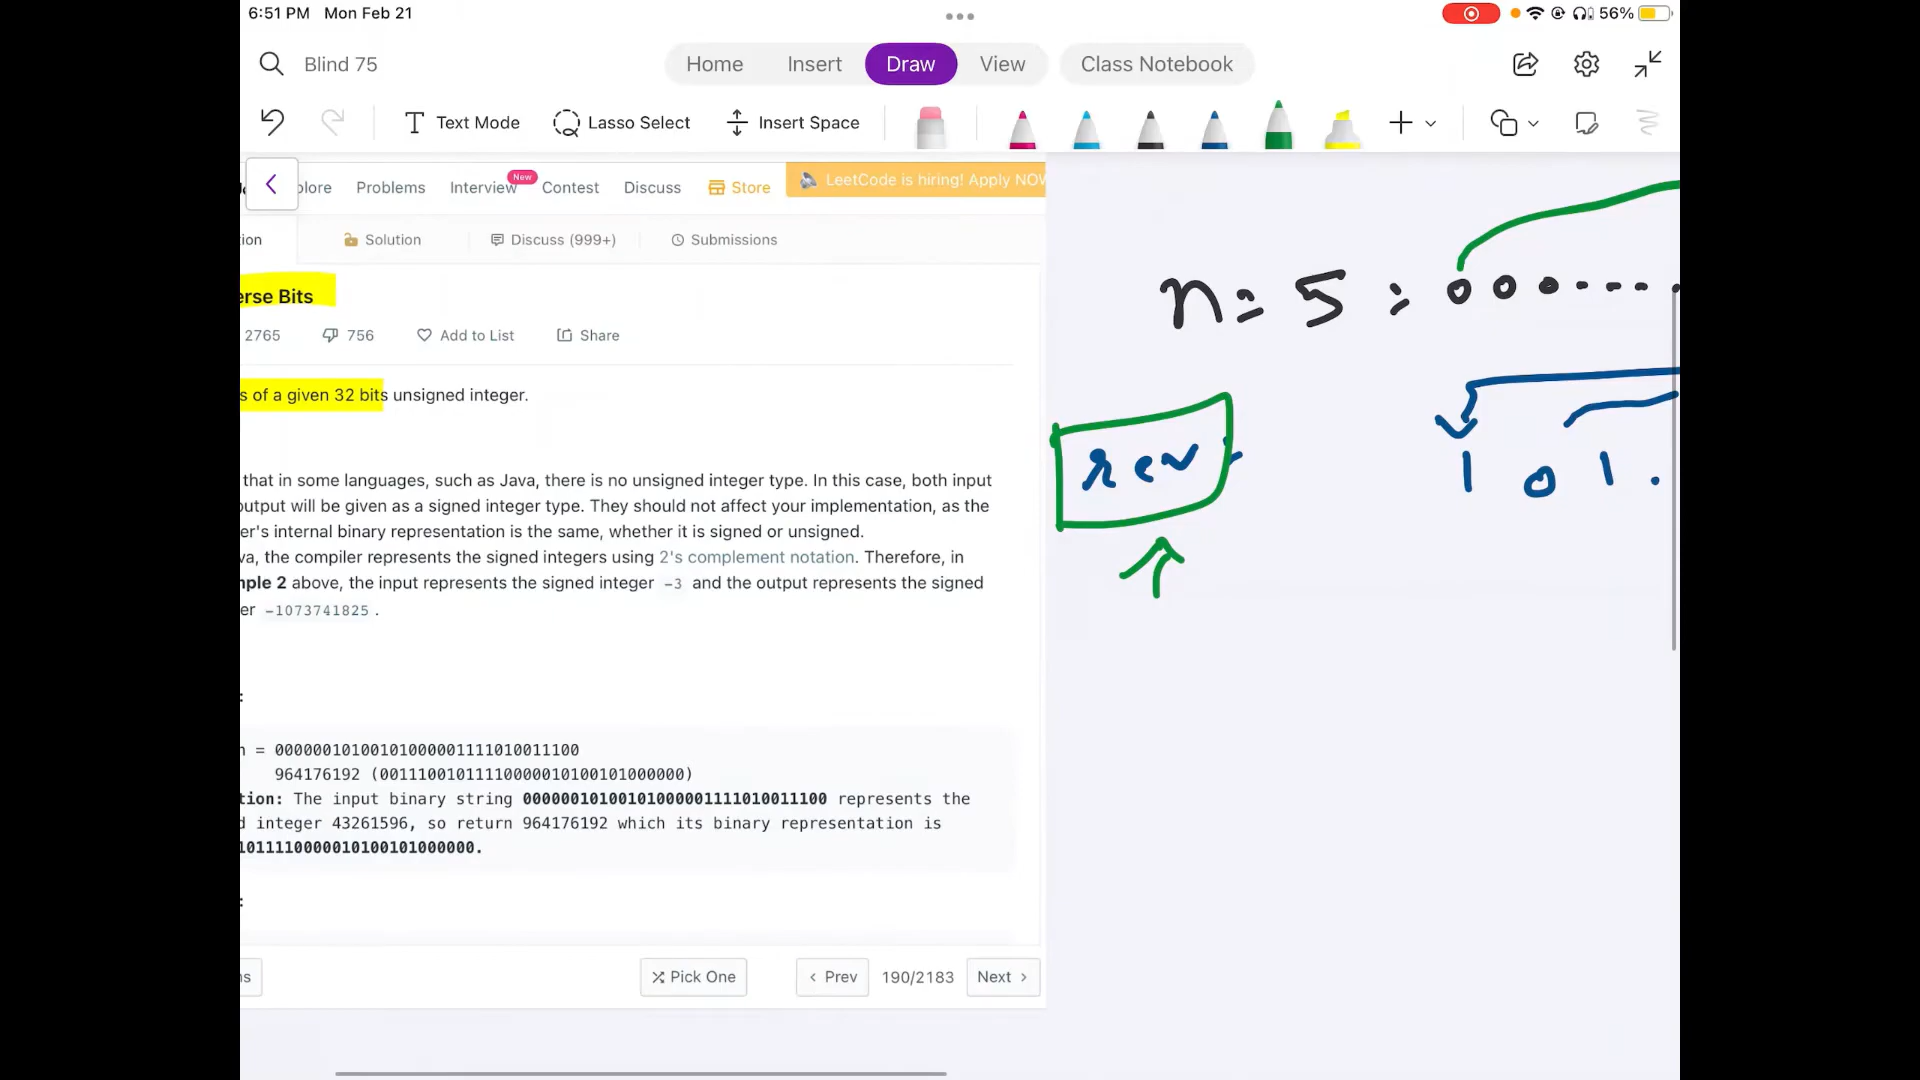 6:51 PM Mon Feb 21
56%
Blind 75
Home Insert Draw View Class Notebook
Text Mode Lasso Select Insert Space
plore Problems Interview New Contest Discuss Store LeetCode is hiring! Apply NOW
tion Solution Discuss (999+) Submissions
erse Bits
2765 756 Add to List Share
s of a given 32 bits unsigned integer.
that in some languages, such as Java, there is no unsigned integer type. In this case, both input
output will be given as a signed integer type. They should not affect your implementation, as the
er's internal binary representation is the same, whether it is signed or unsigned.
va, the compiler represents the signed integers using 2's complement notation. Therefore, in
mple 2 above, the input represents the signed integer -3 and the output represents the signed
er -1073741825.
:
n = 00000010100101000001111010011100
964176192 (00111001011110000010100101000000)
tion: The input binary string 00000010100101000001111010011100 represents the
d integer 43261596, so return 964176192 which its binary representation is
1011110000010100101000000.
:
ns Pick One Prev 190/2183 Next
n = 5 : 000.....
rev :
1 0 1 .